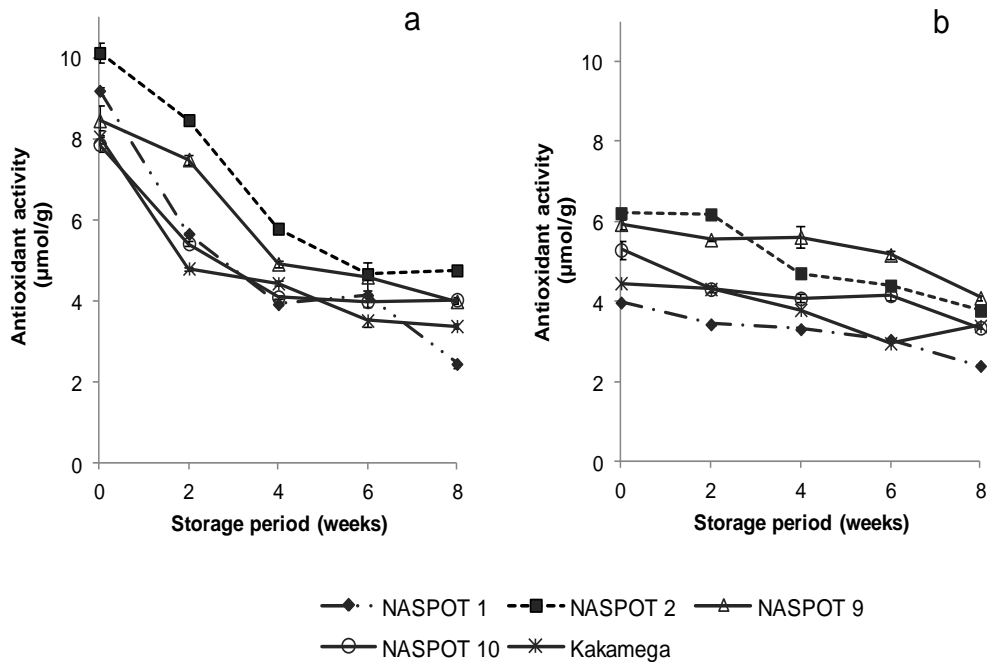 a
Antioxidant activity
(µmol/g)
10
8
6
4
2
0
0 2 4 6 8
Storage period (weeks)
b
Antioxidant activity
(µmol/g)
10
8
6
4
2
0
0 2 4 6 8
Storage period (weeks)
NASPOT 1 NASPOT 2 NASPOT 9
NASPOT 10 Kakamega